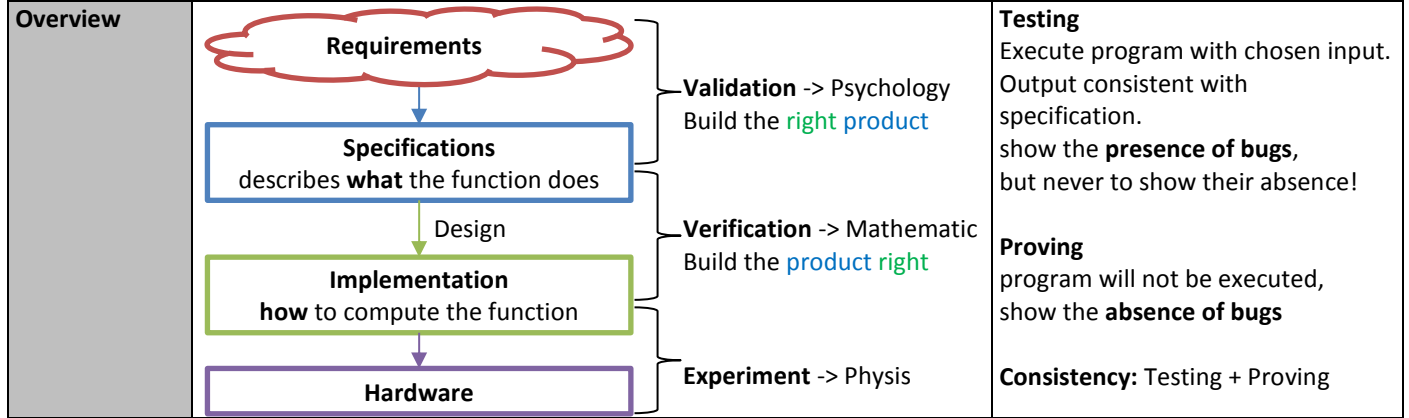 Overview
Requirements
Specifications
describes what the function does
Design
Implementation
how to compute the function
Hardware
Validation -> Psychology
Build the right product
Verification -> Mathematic
Build the product right
Experiment -> Physis
Testing
Execute program with chosen input.
Output consistent with
specification.
show the presence of bugs,
but never to show their absence!
Proving
program will not be executed,
show the absence of bugs
Consistency: Testing + Proving